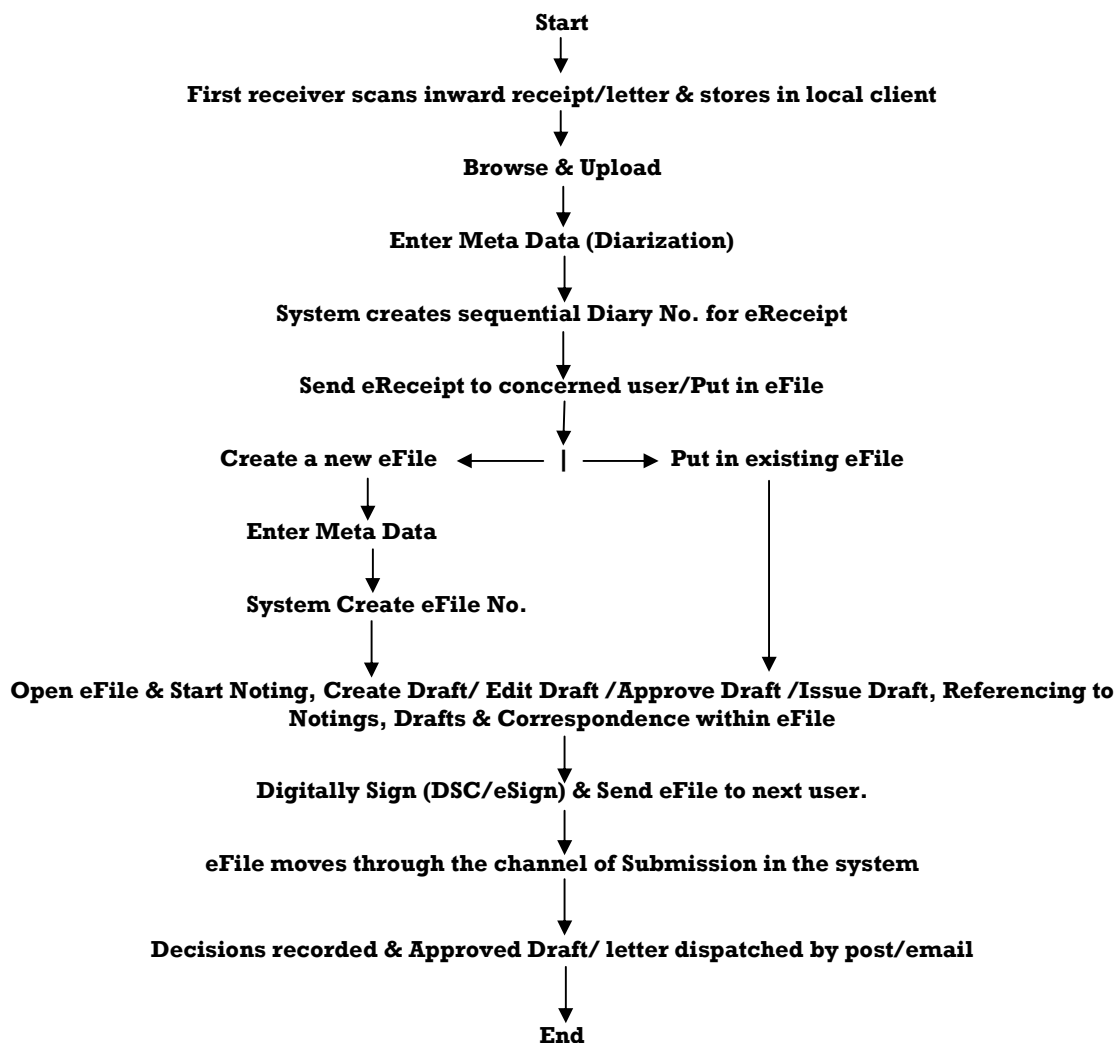 Start
First receiver scans inward receipt/letter & stores in local client
Browse & Upload
Enter Meta Data (Diarization)
System creates sequential Diary No. for eReceipt
Send eReceipt to concerned user/Put in eFile
Create a new eFile
Put in existing eFile
Enter Meta Data
System Create eFile No.
Open eFile & Start Noting, Create Draft/ Edit Draft /Approve Draft /Issue Draft, Referencing to
Notings, Drafts & Correspondence within eFile
Digitally Sign (DSC/eSign) & Send eFile to next user.
eFile moves through the channel of Submission in the system
Decisions recorded & Approved Draft/ letter dispatched by post/email
End